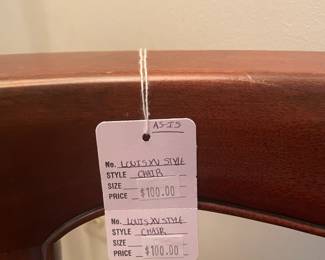 AS-IS
No. LOUIS XV STYLE
STYLE CHAIR
SIZE
PRICE $100.00
No. LOUIS XV STYLE
STYLE CHAIR
SIZE
PRICE $100.00